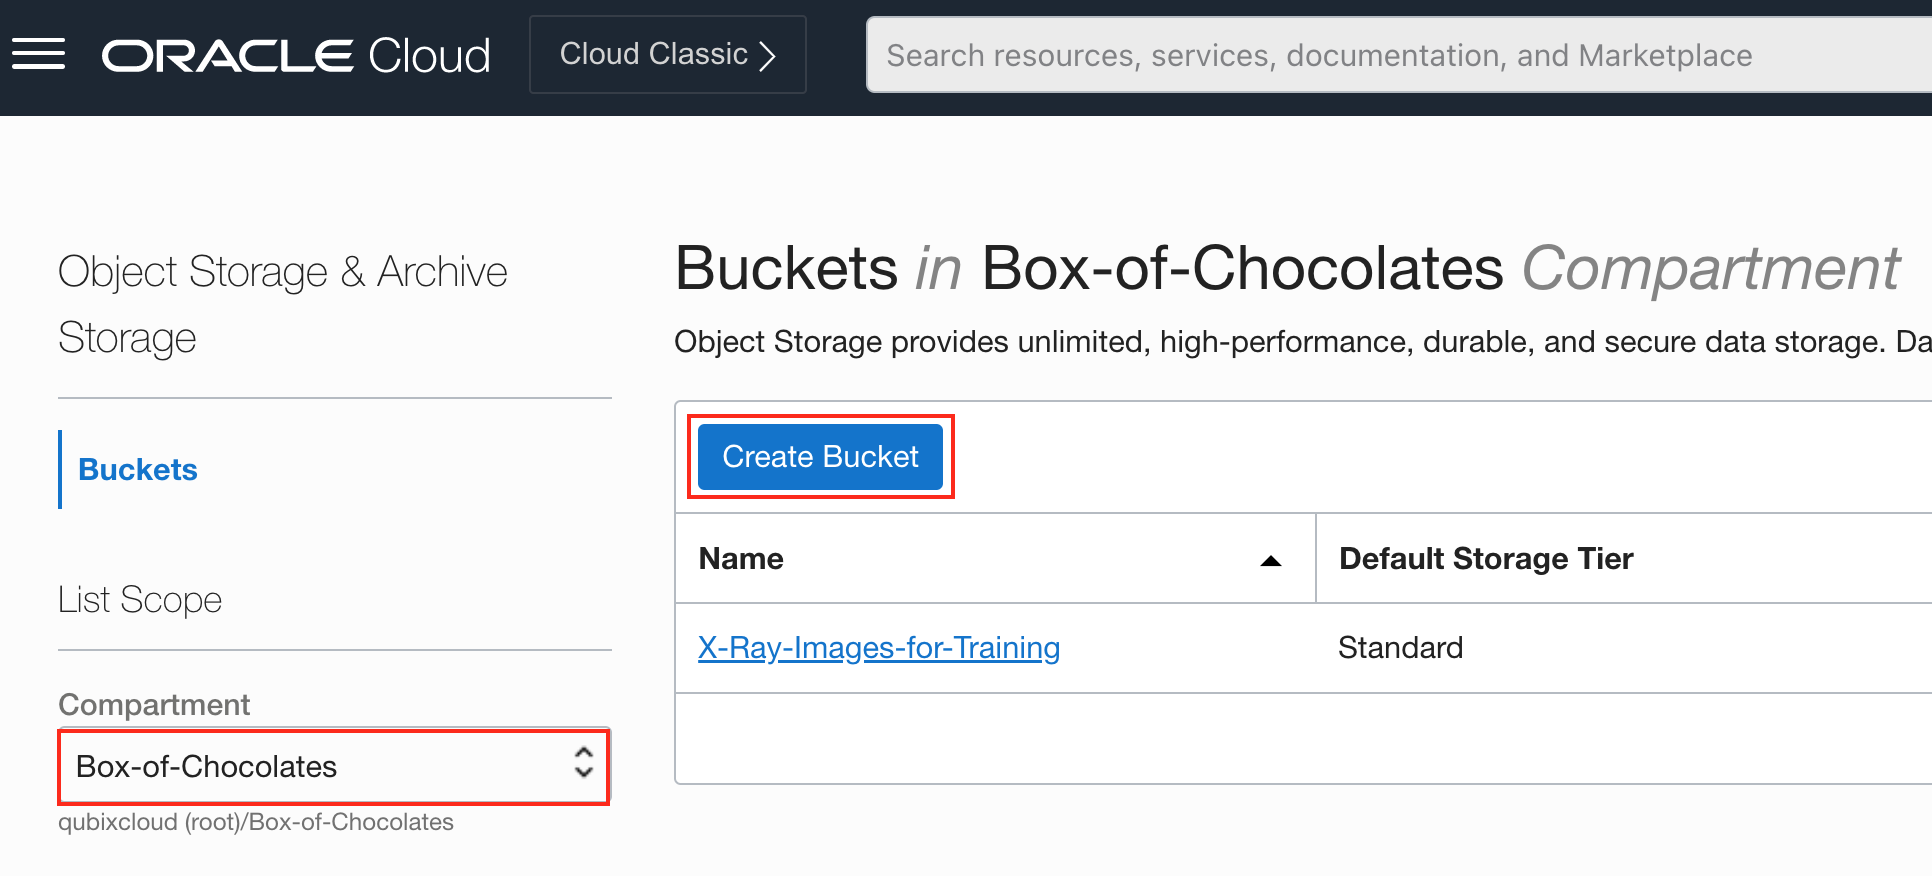 ORACLE Cloud
Cloud Classic
Search resources, services, documentation, and Marketplace
Object Storage & Archive
Storage
Buckets
List Scope
Compartment
Box-of-Chocolates
qubixcloud (root)/Box-of-Chocolates
Buckets in Box-of-Chocolates Compartment
Object Storage provides unlimited, high-performance, durable, and secure data storage. Da
Create Bucket
Name
Default Storage Tier
X-Ray-Images-for-Training
Standard